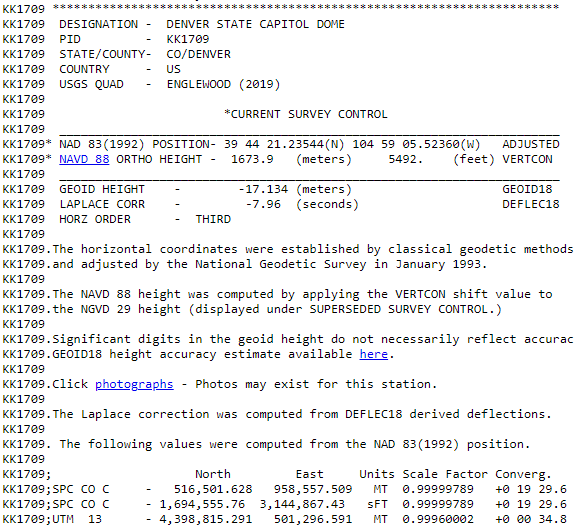 KK1709 ***********************************************************************
KK1709  DESIGNATION -  DENVER STATE CAPITOL DOME
KK1709  PID         -  KK1709
KK1709  STATE/COUNTY-  CO/DENVER
KK1709  COUNTRY     -  US
KK1709  USGS QUAD   -  ENGLEWOOD (2019)
KK1709
KK1709                         *CURRENT SURVEY CONTROL
KK1709  ______________________________________________________________________
KK1709* NAD 83(1992) POSITION- 39 44 21.23544(N) 104 59 05.52360(W)   ADJUSTED
KK1709* NAVD 88 ORTHO HEIGHT -  1673.9   (meters)     5492.    (feet) VERTCON
KK1709  ______________________________________________________________________
KK1709  GEOID HEIGHT    -        -17.134 (meters)                     GEOID18
KK1709  LAPLACE CORR    -         -7.96  (seconds)                    DEFLEC18
KK1709  HORZ ORDER      -  THIRD
KK1709
KK1709.The horizontal coordinates were established by classical geodetic methods
KK1709.and adjusted by the National Geodetic Survey in January 1993.
KK1709
KK1709.The NAVD 88 height was computed by applying the VERTCON shift value to
KK1709.the NGVD 29 height (displayed under SUPERSEDED SURVEY CONTROL.)
KK1709
KK1709.Significant digits in the geoid height do not necessarily reflect accurac
KK1709.GEOID18 height accuracy estimate available here.
KK1709
KK1709.Click photographs - Photos may exist for this station.
KK1709
KK1709.The Laplace correction was computed from DEFLEC18 derived deflections.
KK1709
KK1709. The following values were computed from the NAD 83(1992) position.
KK1709
KK1709;                    North         East     Units Scale Factor Converg.
KK1709;SPC CO C     -   516,501.628   958,557.509   MT  0.99999789   +0 19 29.6
KK1709;SPC CO C     - 1,694,555.76  3,144,867.43   sFT  0.99999789   +0 19 29.6
KK1709;UTM  13      - 4,398,815.291   501,296.591   MT  0.99960002   +0 00 34.8